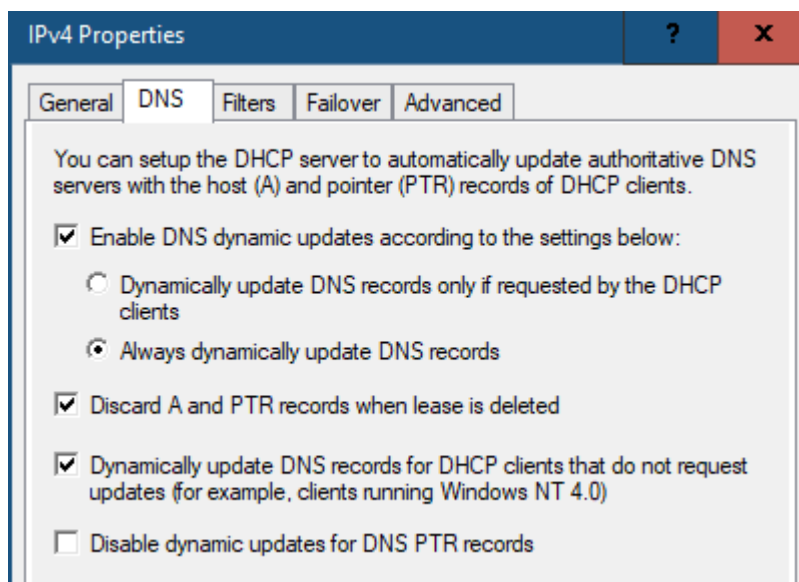 IPv4 Properties
? x
General DNS Filters Failover Advanced
You can setup the DHCP server to automatically update authoritative DNS
servers with the host (A) and pointer (PTR) records of DHCP clients.
Enable DNS dynamic updates according to the settings below:
Dynamically update DNS records only if requested by the DHCP
clients
Always dynamically update DNS records
Discard A and PTR records when lease is deleted
Dynamically update DNS records for DHCP clients that do not request
updates (for example, clients running Windows NT 4.0)
Disable dynamic updates for DNS PTR records